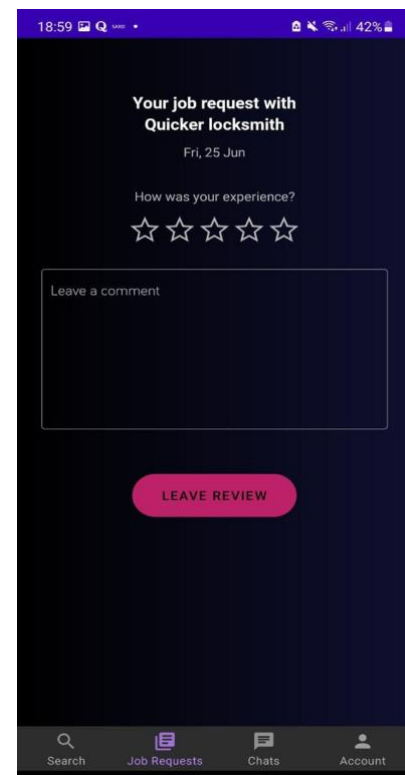 18:59
42%
Your job request with
Quicker locksmith
Fri, 25 Jun
How was your experience?
Leave a comment
LEAVE REVIEW
Search Job Requests Chats Account